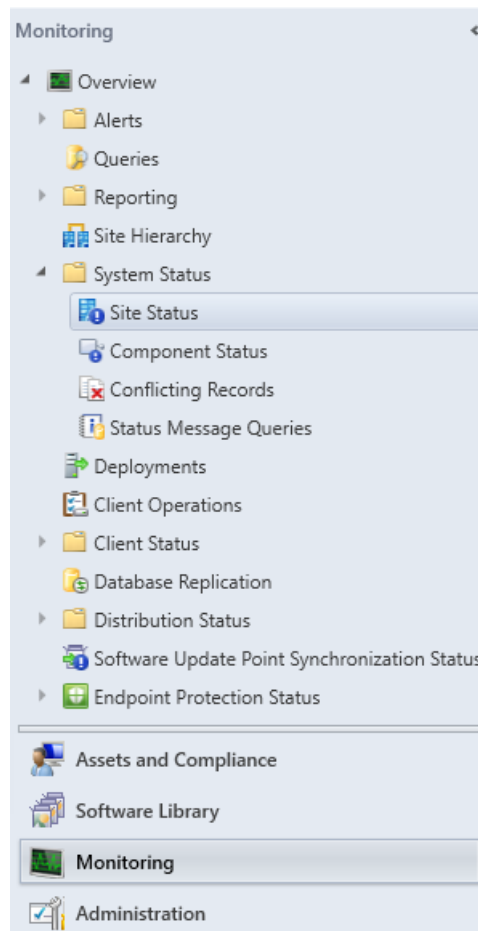 Monitoring
Overview
Alerts
Queries
Reporting
Site Hierarchy
System Status
Site Status
Component Status
Conflicting Records
Status Message Queries
Deployments
Client Operations
Client Status
Database Replication
Distribution Status
Software Update Point Synchronization Status
Endpoint Protection Status
Assets and Compliance
Software Library
Monitoring
Administration